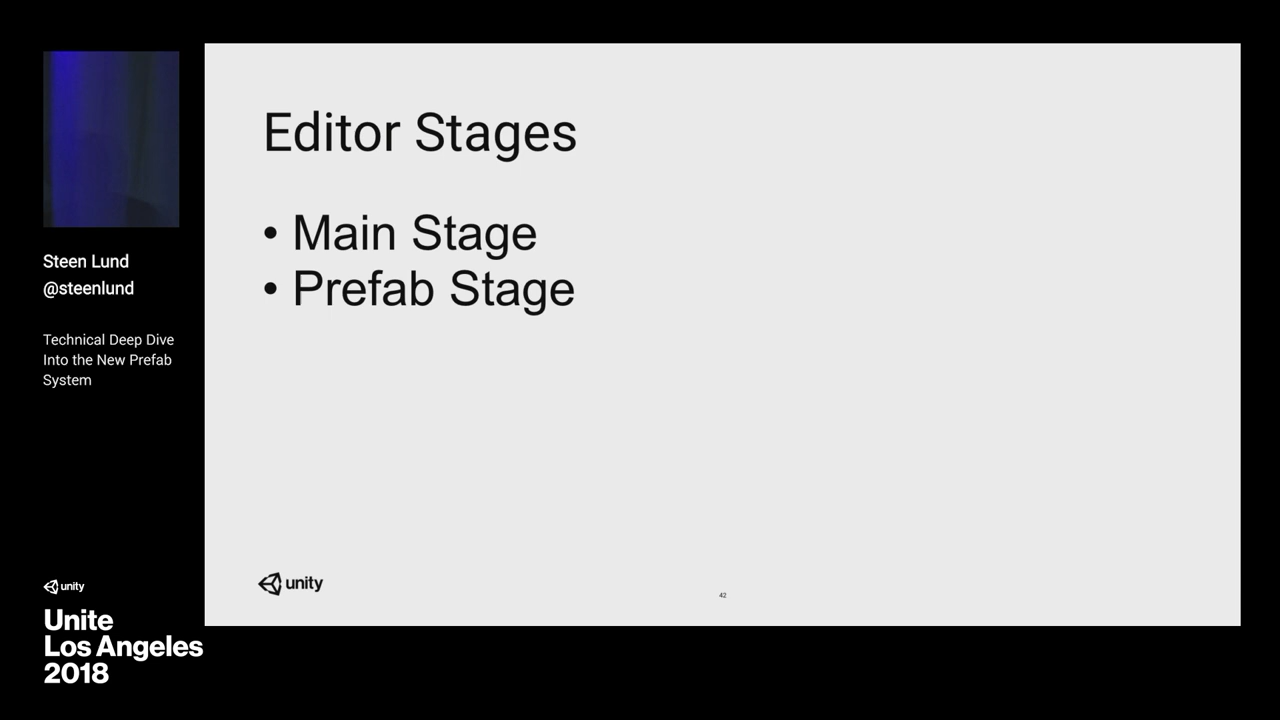 Steen Lund
@steenlund
Technical Deep Dive
Into the New Prefab
System
unity
Unite
Los Angeles
2018
Editor Stages
• Main Stage
• Prefab Stage
unity
42